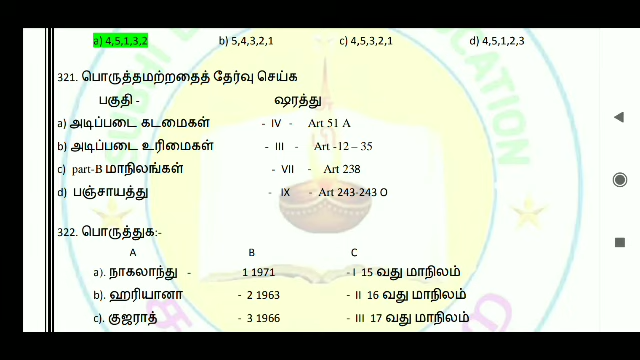 a) 4,5,1,3,2 b) 5,4,3,2,1 c) 4,5,3,2,1 d) 4,5,1,2,3
321. பொருத்தமற்றதைத் தேர்வு செய்க
பகுதி - ஷரத்து
a) அடிப்படை கடமைகள் - IV - Art 51 A
b) அடிப்படை உரிமைகள் - III - Art -12 – 35
c) part-B மாநிலங்கள் - VII - Art 238
d) பஞ்சாயத்து - IX - Art 243-243 O
322. பொருத்துக:-
A B C
a). நாகலாந்து - 1 1971 - I 15 வது மாநிலம்
b). ஹரியானா - 2 1963 - II 16 வது மாநிலம்
c). குஜராத் - 3 1966 - III 17 வது மாநிலம்